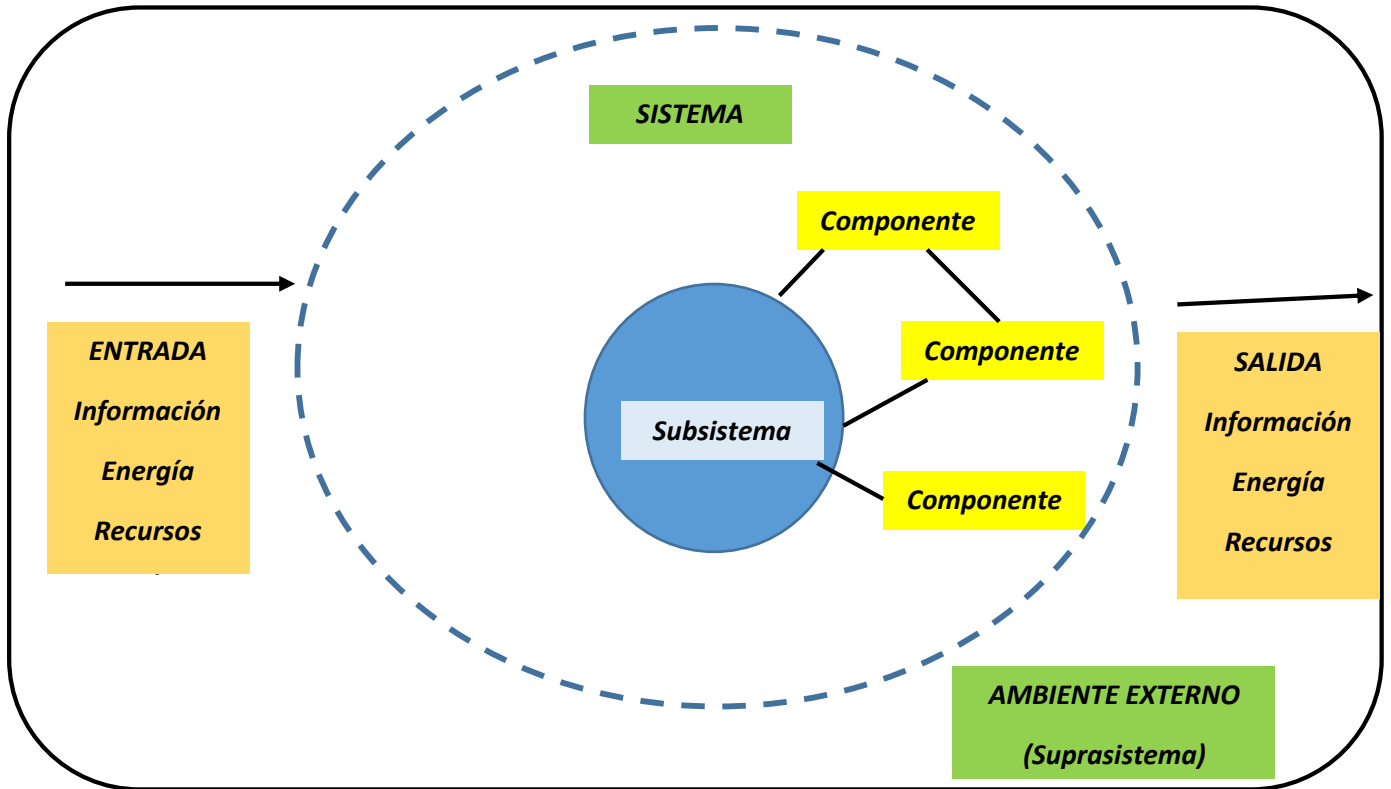 SISTEMA
Componente
ENTRADA
Información
Energía
Recursos
Componente
Subsistema
Componente
SALIDA
Información
Energía
Recursos
AMBIENTE EXTERNO
(Suprasistema)